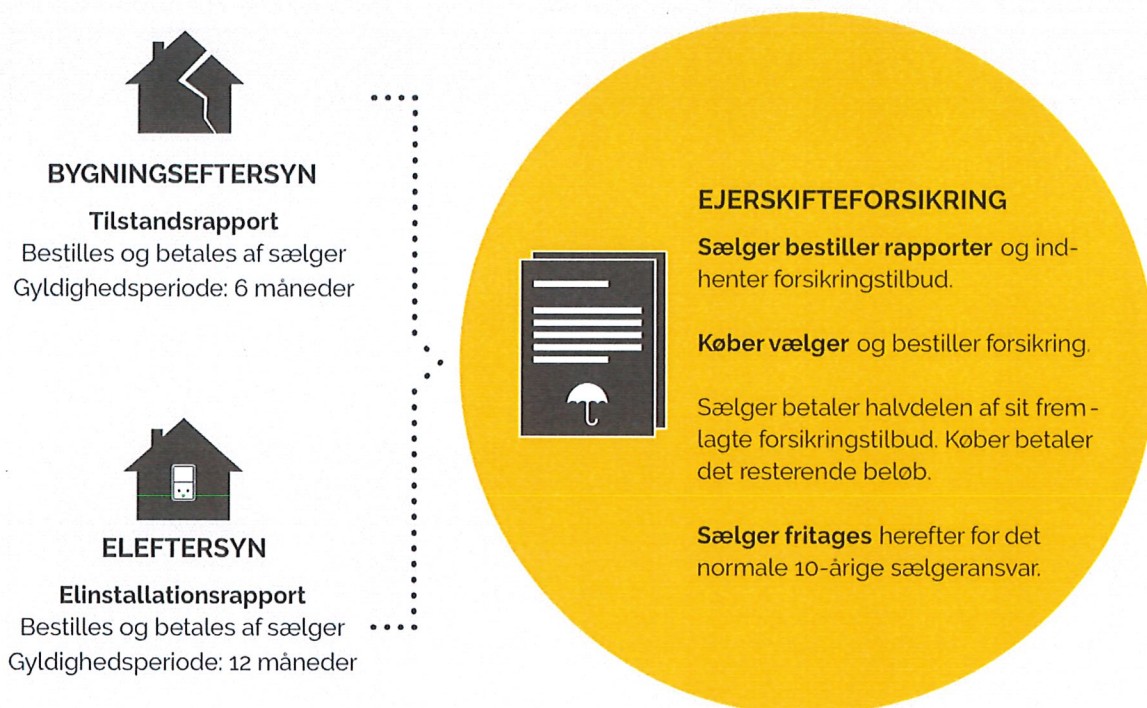 BYGNINGSEFTERSYN
Tilstandsrapport
Bestilles og betales af sælger
Gyldighedsperiode: 6 måneder
ELEFTERSYN
Elinstallationsrapport
Bestilles og betales af sælger
Gyldighedsperiode: 12 måneder
EJERSKIFTEFORSIKRING
Sælger bestiller rapporter og ind-
henter forsikringstilbud.
Køber vælger og bestiller forsikring.
Sælger betaler halvdelen af sit frem-
lagte forsikringstilbud. Køber betaler
det resterende beløb.
Sælger fritages herefter for det
normale 10-årige sælgeransvar.